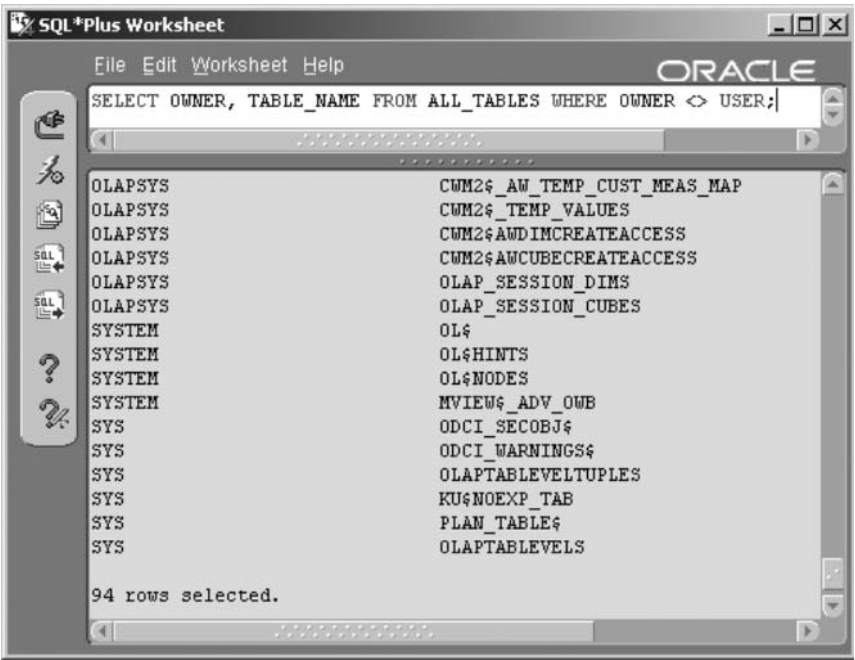 SQL*Plus Worksheet
File Edit Worksheet Help
ORACLE
SELECT OWNER, TABLE_NAME FROM ALL_TABLES WHERE OWNER <> USER;
OLAPSYS CWM2$_AW_TEMP_CUST_MEAS_MAP
OLAPSYS CWM2$_TEMP_VALUES
OLAPSYS CWM2$AWDIMCREATEACCESS
OLAPSYS CWM2$AWCUBECREATEACCESS
OLAPSYS OLAP_SESSION_DIMS
OLAPSYS OLAP_SESSION_CUBES
SYSTEM OL$
SYSTEM OL$HINTS
SYSTEM OL$NODES
SYSTEM MVIEW$_ADV_OWB
SYS ODCI_SECOBJ$
SYS ODCI_WARNINGS$
SYS OLAPTABLEVELTUPLES
SYS KU$NOEXP_TAB
SYS PLAN_TABLE$
SYS OLAPTABLEVELS
94 rows selected.
SQL
SQL